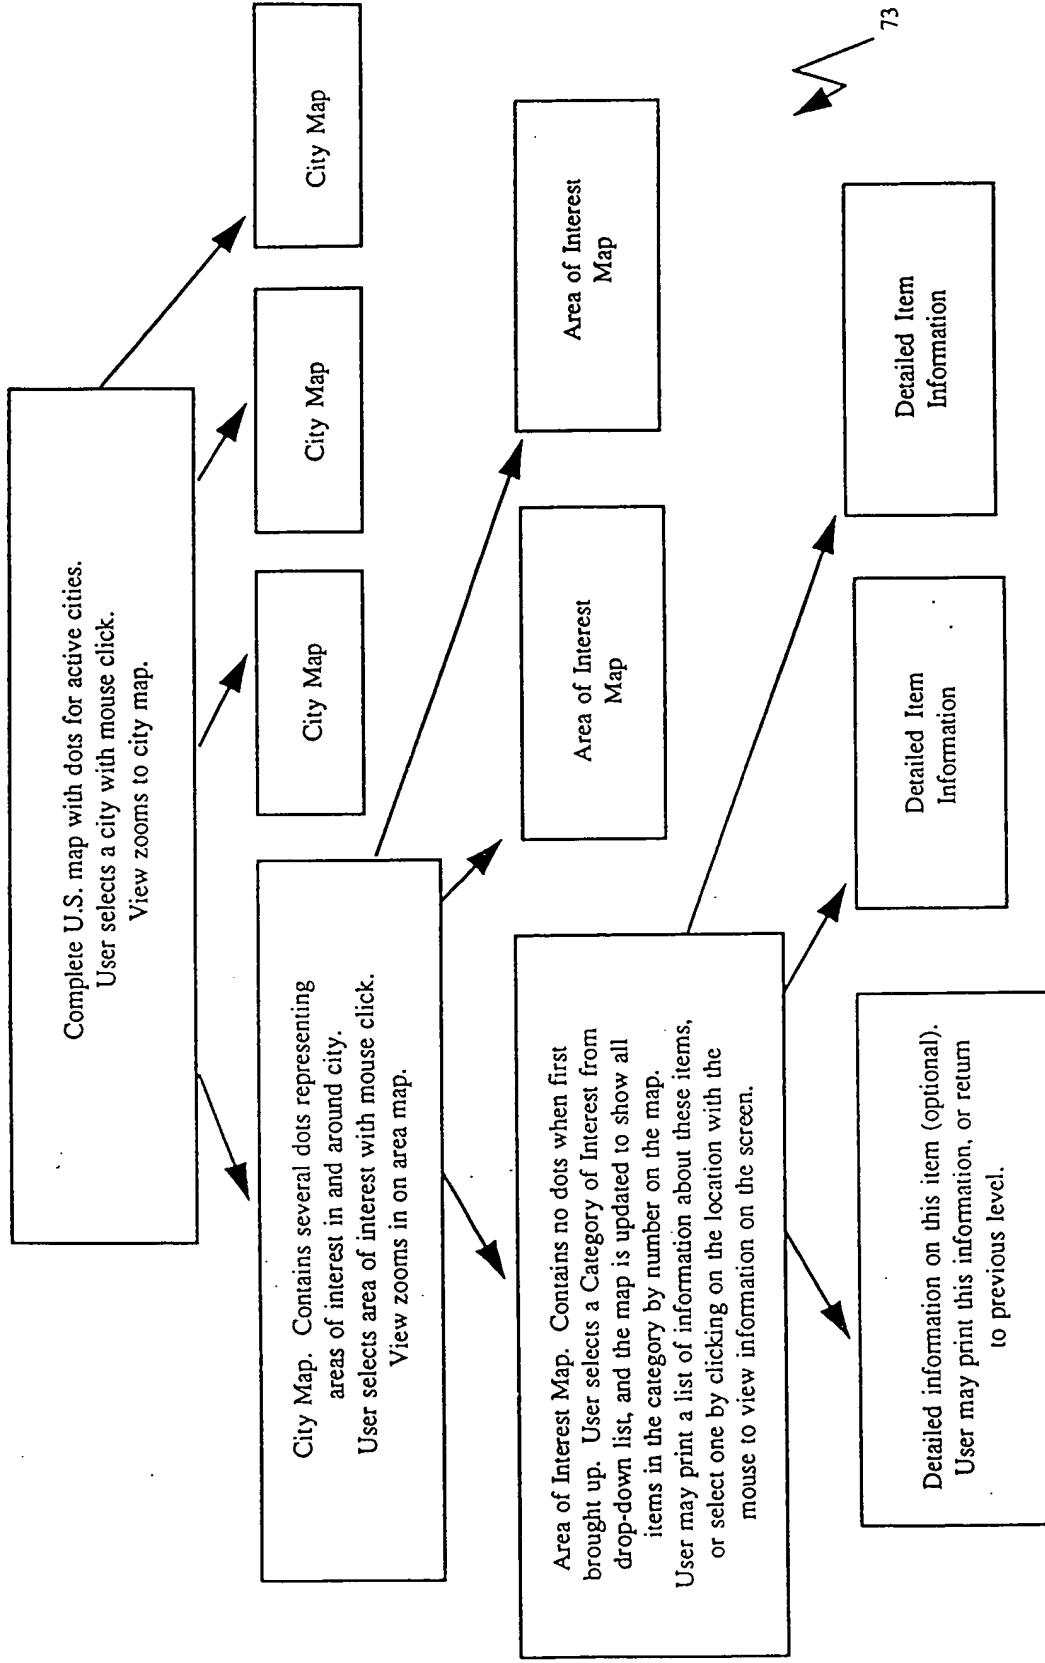 Complete U.S. map with dots for active cities.
User selects a city with mouse click.
View zooms to city map.
City Map. Contains several dots representing
areas of interest in and around city.
User selects area of interest with mouse click.
View zooms in on area map.
City Map
City Map
City Map
Area of Interest Map. Contains no dots when first
brought up. User selects a Category of Interest from
drop-down list, and the map is updated to show all
items in the category by number on the map.
User may print a list of information about these items,
or select one by clicking on the location with the
mouse to view information on the screen.
Area of Interest
Map
Area of Interest
Map
Detailed information on this item (optional).
User may print this information, or return
to previous level.
Detailed Item
Information
Detailed Item
Information
73